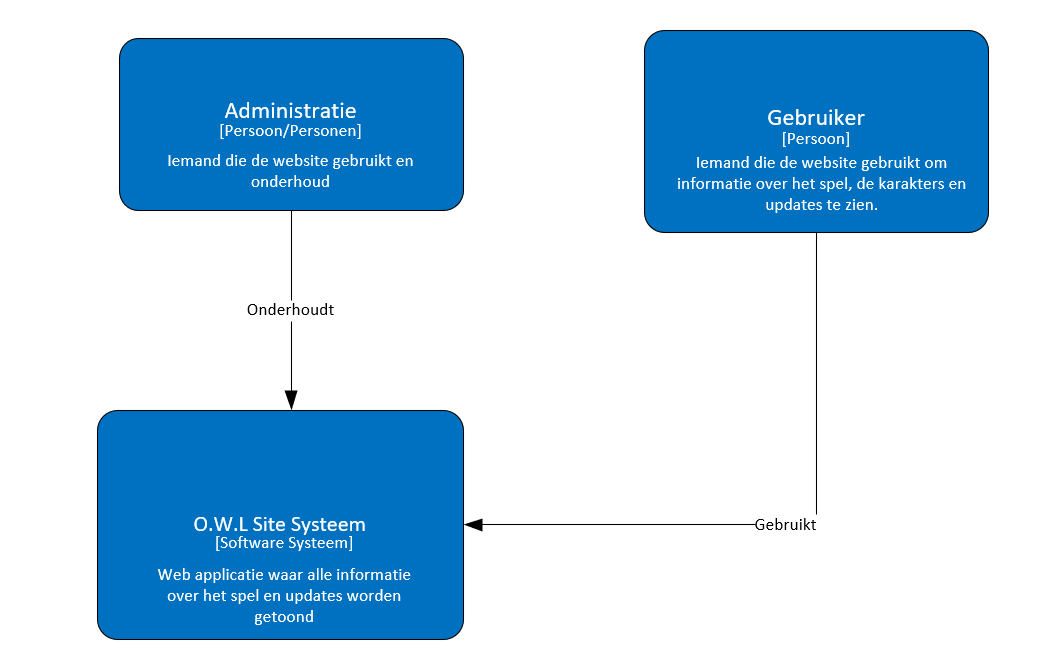 Administratie
[Persoon/Personen]
Iemand die de website gebruikt en
onderhoud
Gebruiker
[Persoon]
Iemand die de website gebruikt om
informatie over het spel, de karakters en
updates te zien.
Onderhoudt
O.W.L Site Systeem
[Software Systeem]
Web applicatie waar alle informatie
over het spel en updates worden
getoond
Gebruikt